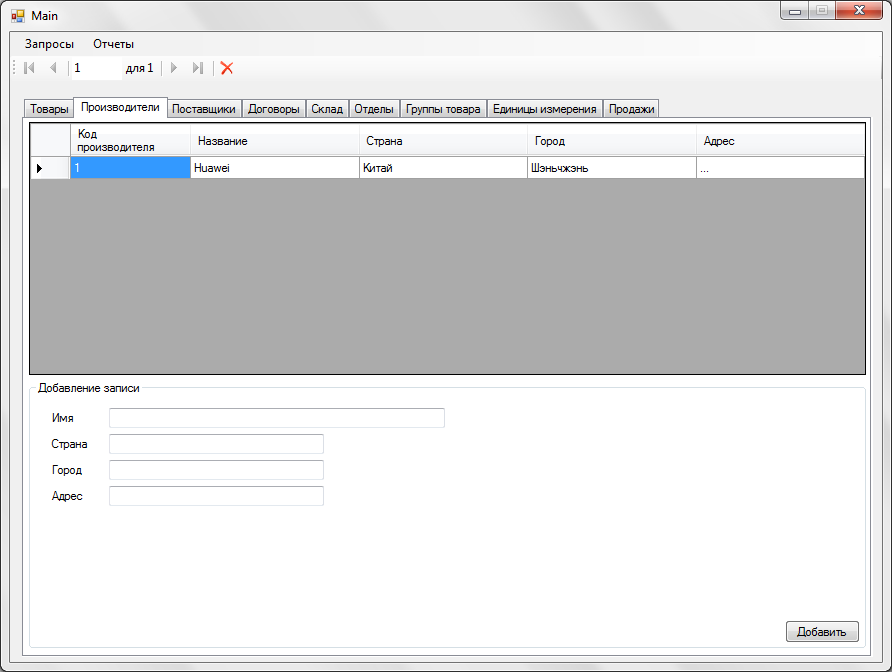 Main
Запросы Отчеты
1 для 1
Товары Производители Поставщики Договоры Склад Отделы Группы товара Единицы измерения Продажи
Код производителя Название Страна Город Адрес
1 Huawei Китай Шэньчжэнь ...
Добавление записи
Имя
Страна
Город
Адрес
Добавить